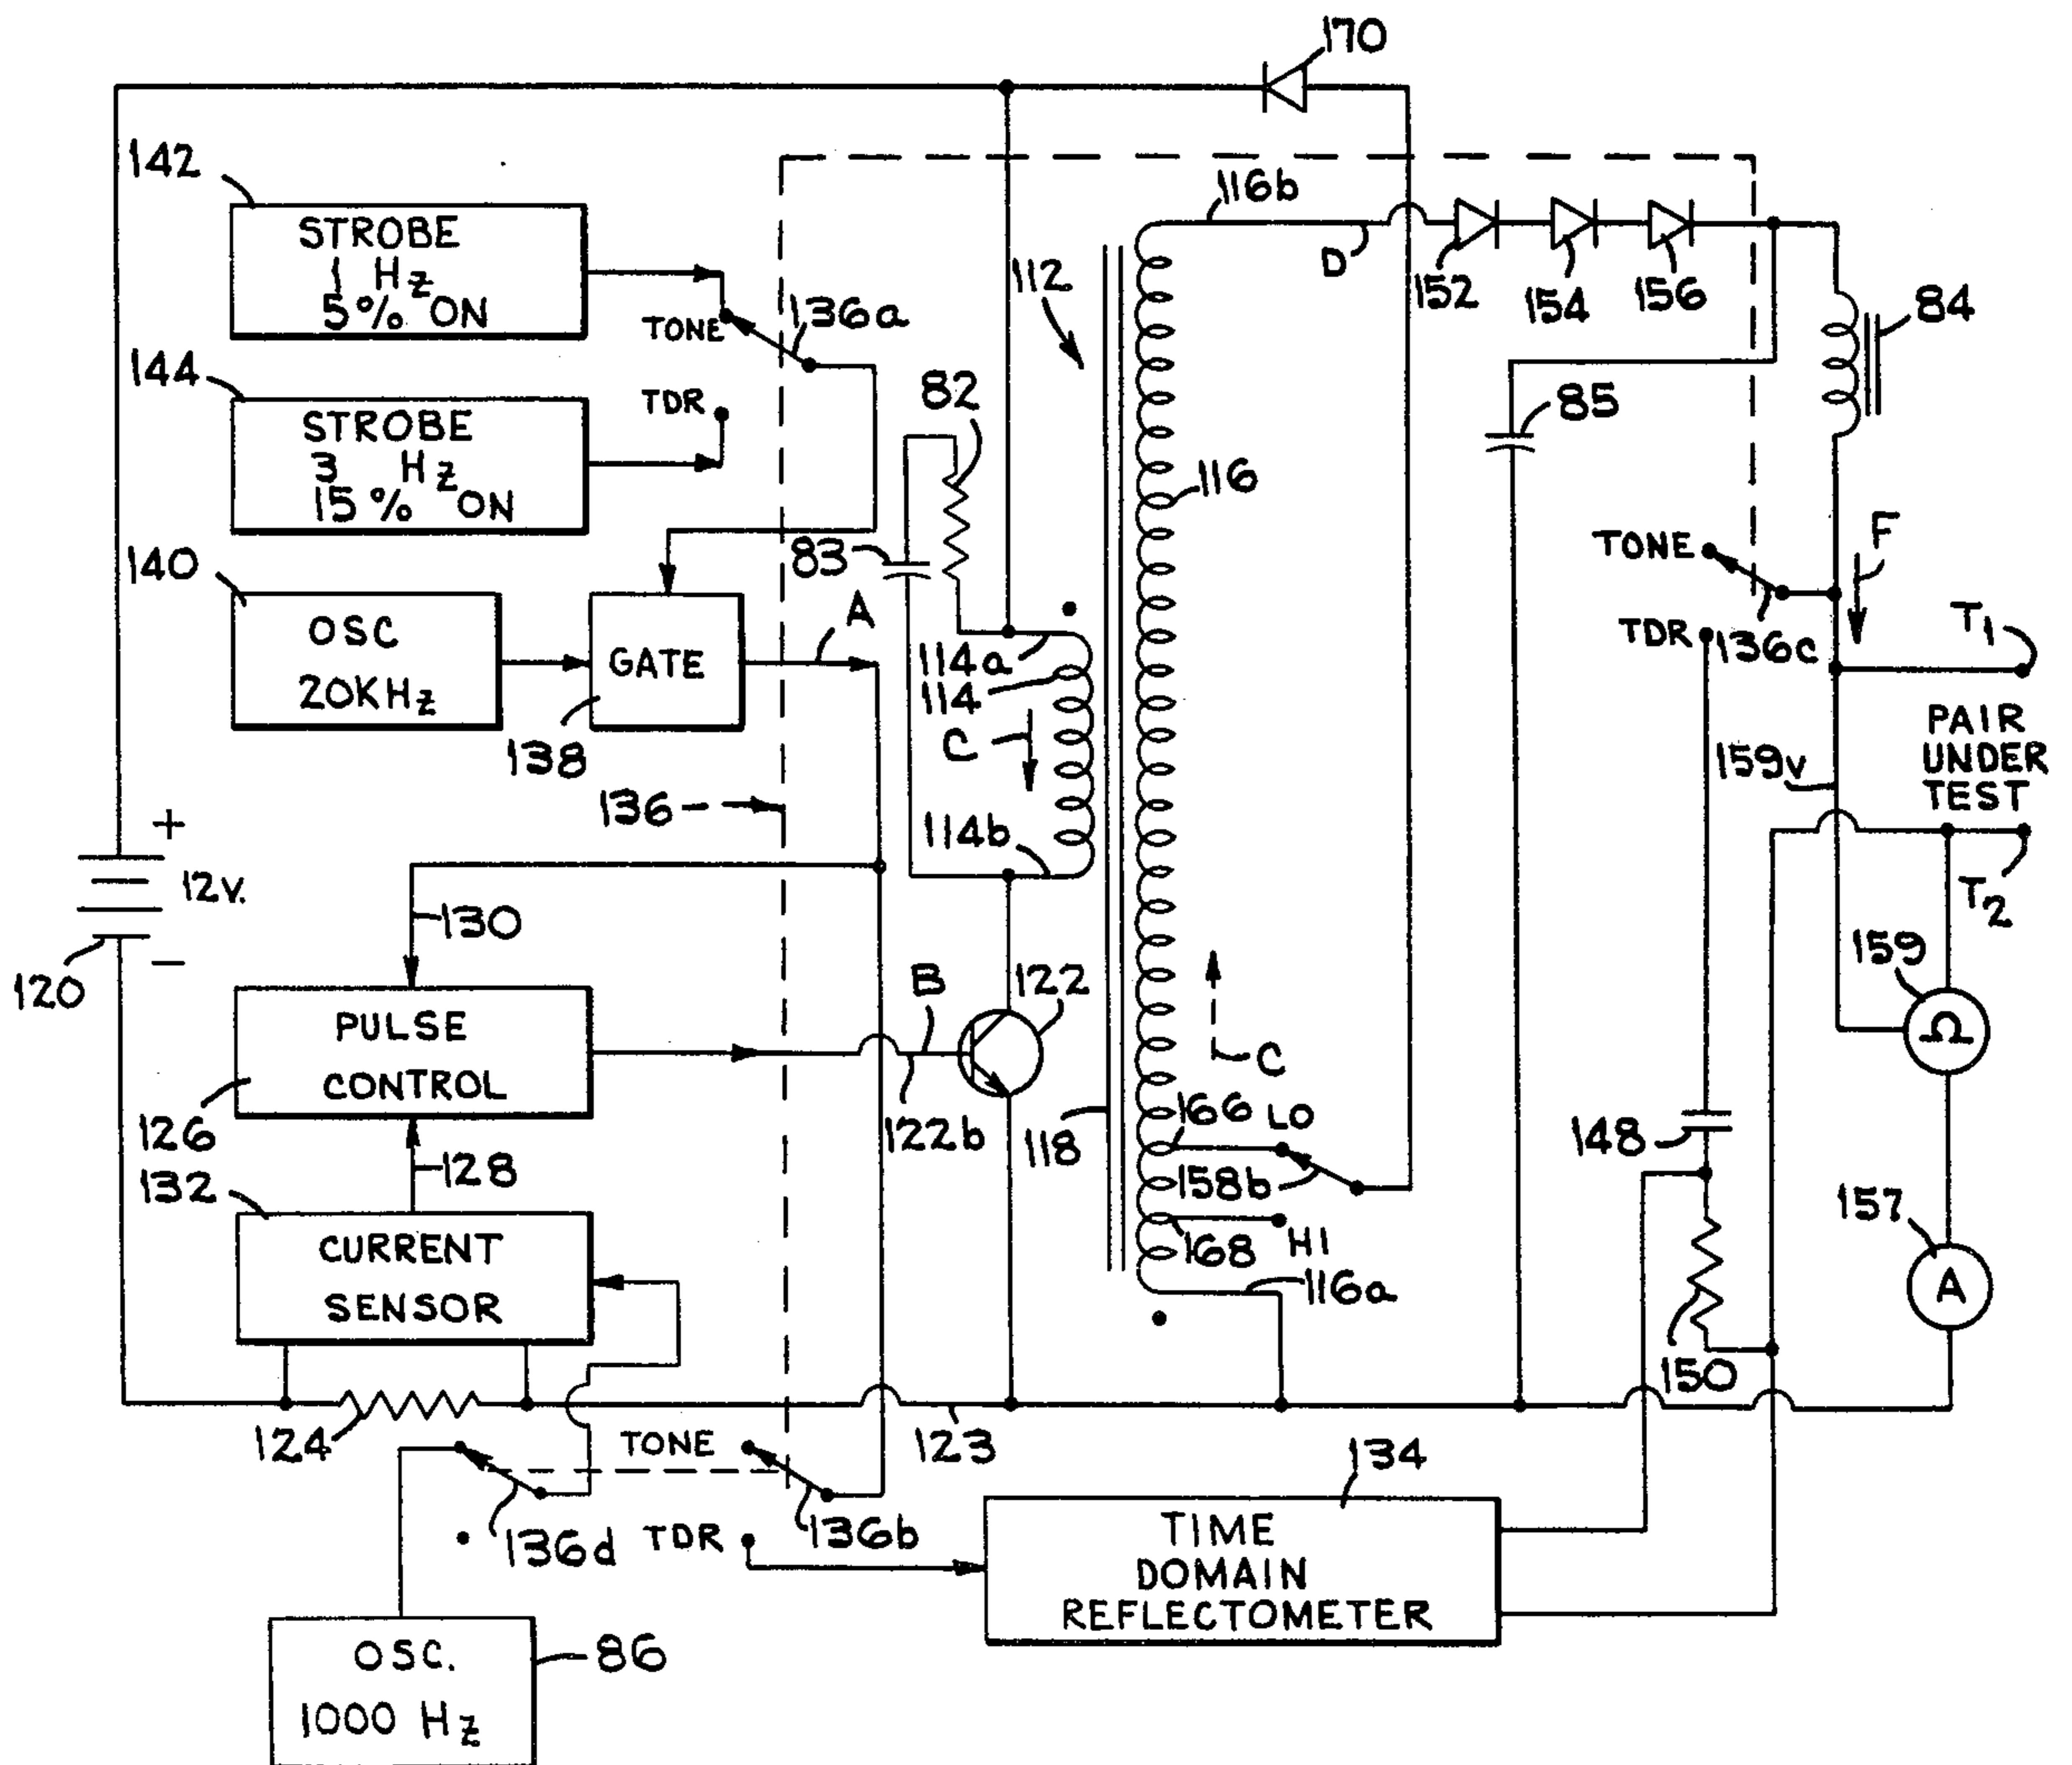 170
142
STROBE
1 Hz
5% ON
TONE
136a
144
STROBE
3 Hz
15% ON
TDR
140
OSC
20KHz
GATE
138
A
82
83
112
116b
D
152
154
156
84
85
116
114a
114
C
114b
136
TONE
F
TDR
136c
T1
PAIR
UNDER
TEST
159v
T2
159
Ω
+
12V.
−
120
130
PULSE
CONTROL
126
B
122
122b
118
C
166
LO
158b
168
HI
116a
148
150
157
A
128
132
CURRENT
SENSOR
124
123
TONE
136d
TDR
136b
134
TIME
DOMAIN
REFLECTOMETER
OSC.
1000 Hz
86